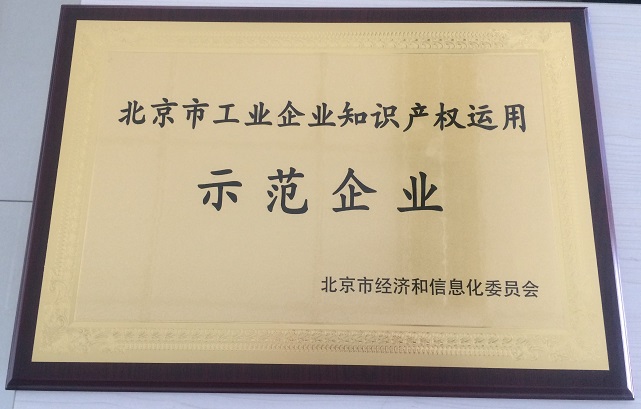 北京市工业企业知识产权运用
示范企业
北京市经济和信息化委员会